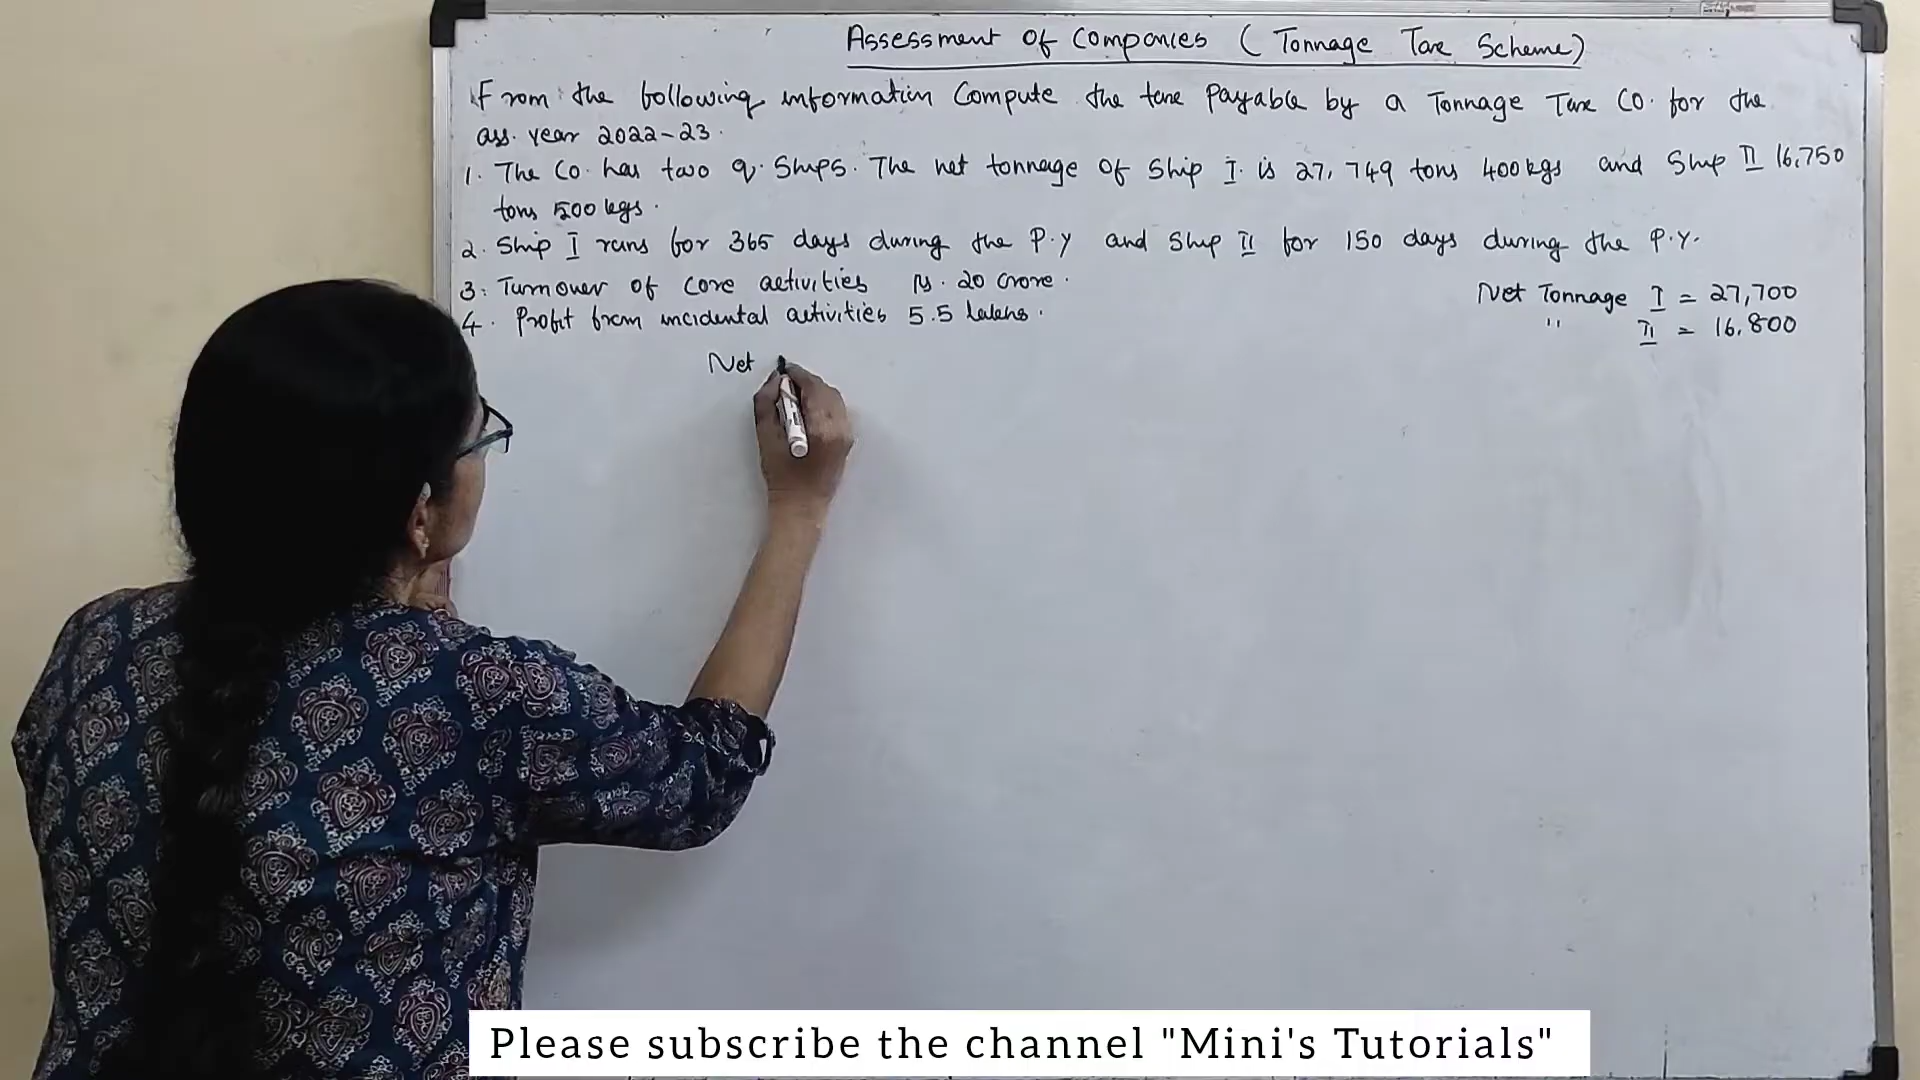 Assessment of Companies (Tonnage Tax Scheme)
From the following information Compute the tax Payable by a Tonnage Tax Co. for the
ass. year 2022-23.
1. The Co. has two q. Ships. The net tonnage of Ship I is 27,749 tons 400 kgs and Ship II 16,750
tons 500 kgs.
2. Ship I runs for 365 days during the P.Y and Ship II for 150 days during the P.Y.
3. Turnover of core activities Rs. 20 crore.
4. Profit from incidental activities 5.5 lakhs.
Net Tonnage I = 27,700
" II = 16,800
Net
Please subscribe the channel "Mini's Tutorials"